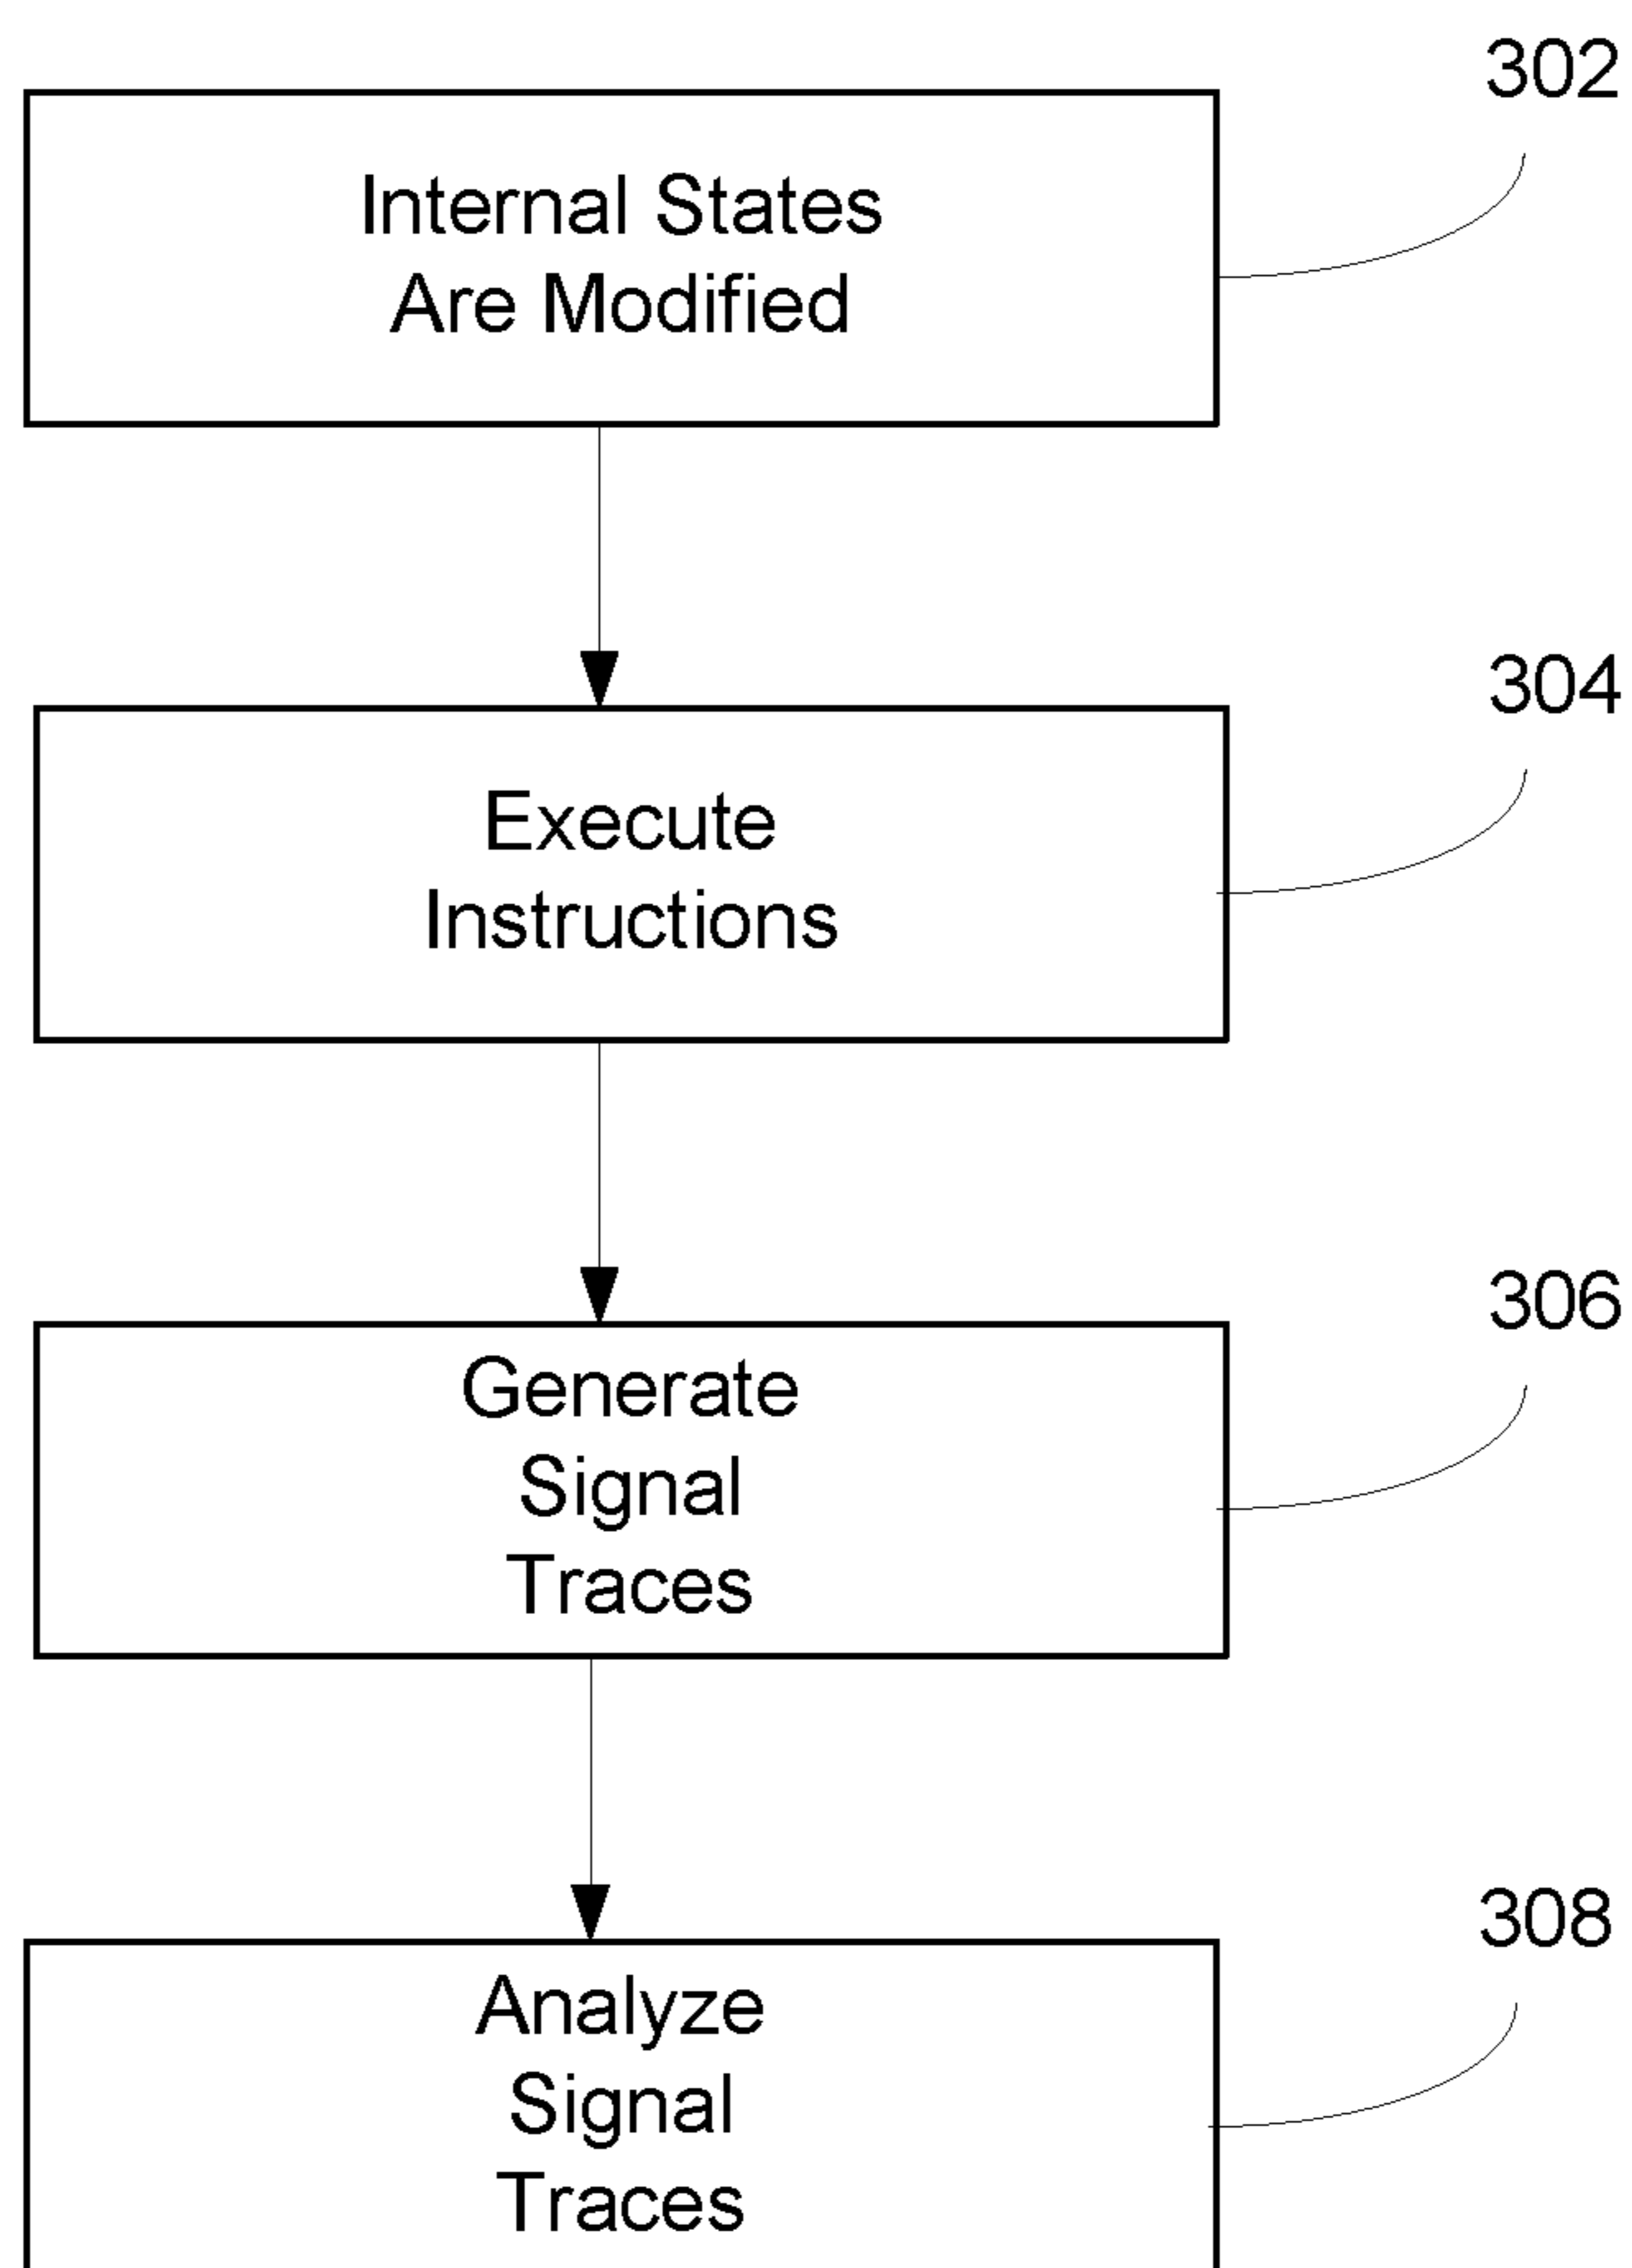 302
Internal States
Are Modified
304
Execute
Instructions
306
Generate
Signal
Traces
308
Analyze
Signal
Traces